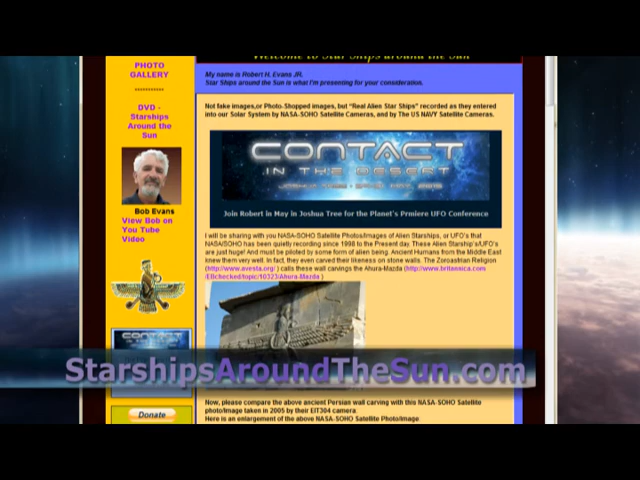 Welcome to Star Ships around the Sun
PHOTO
GALLERY
DVD -
Starships
Around the
Sun
Bob Evans
View Bob on
You Tube
Video
CONTACT
Donate
My name is Robert H. Evans JR.
Star Ships around the Sun is what I'm presenting for your consideration.
Not fake images,or Photo-Shopped images, but "Real Alien Star Ships" recorded as they entered
into our Solar System by NASA-SOHO Satellite Cameras, and by The US NAVY Satellite Cameras.
CONTACT
IN THE DESERT
Join Robert in May in Joshua Tree for the Planet's Prmiere UFO Conference
I will be sharing with you NASA-SOHO Satellite Photos/Images of Alien Starships, or UFO's that
NASA/SOHO has been quietly recording since 1998 to the Present day. These Alien Starship's/UFO's
are just huge! And must be piloted by some form of alien being. Ancient Humans from the Middle East
knew them very well. In fact, they even carved their likeness on stone walls. The Zoroastrian Religion
(http://www.avesta.org/ ) calls these wall carvings the Ahura-Mazda (http://www.britannica.com
/EBchecked/topic/10323/Ahura-Mazda )
StarshipsAroundTheSun.com
Now, please compare the above ancient Persian wall carving with this NASA-SOHO Satellite
photo/image taken in 2005 by their EIT304 camera:
Here is an enlargement of the above NASA-SOHO Satellite Photo/Image: